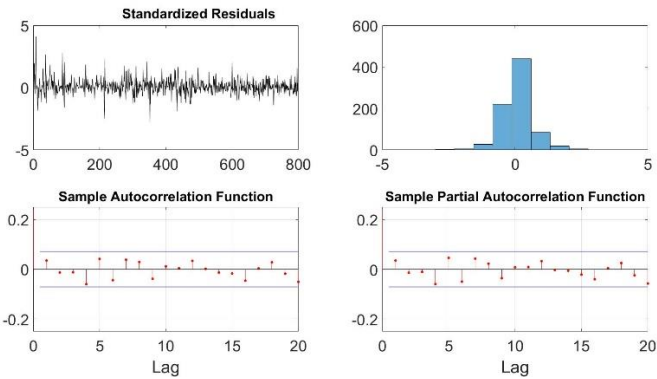 Standardized Residuals
5
0
-5
0 200 400 600 800
600
400
200
0
-5 0 5
Sample Autocorrelation Function
0.2
0
-0.2
0 5 10 15 20
Lag
Sample Partial Autocorrelation Function
0.2
0
-0.2
0 5 10 15 20
Lag